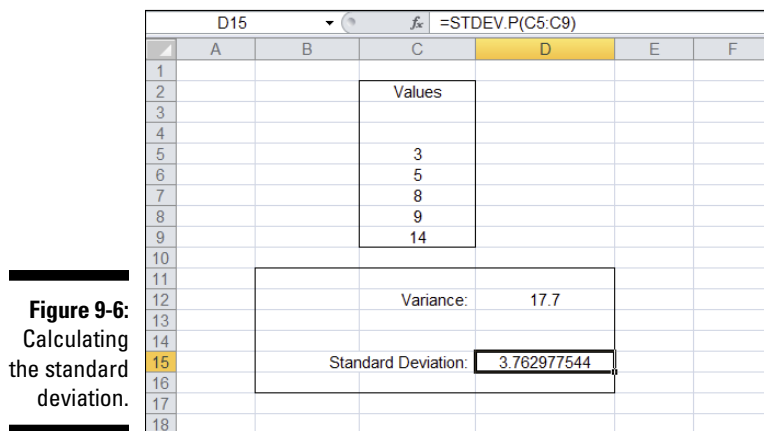 D15 fx =STDEV.P(C5:C9)
A B C D E F
1
2 Values
3
4
5 3
6 5
7 8
8 9
9 14
10
11
12 Variance: 17.7
13
14
15 Standard Deviation: 3.762977544
16
17
18
Figure 9-6:
Calculating
the standard
deviation.